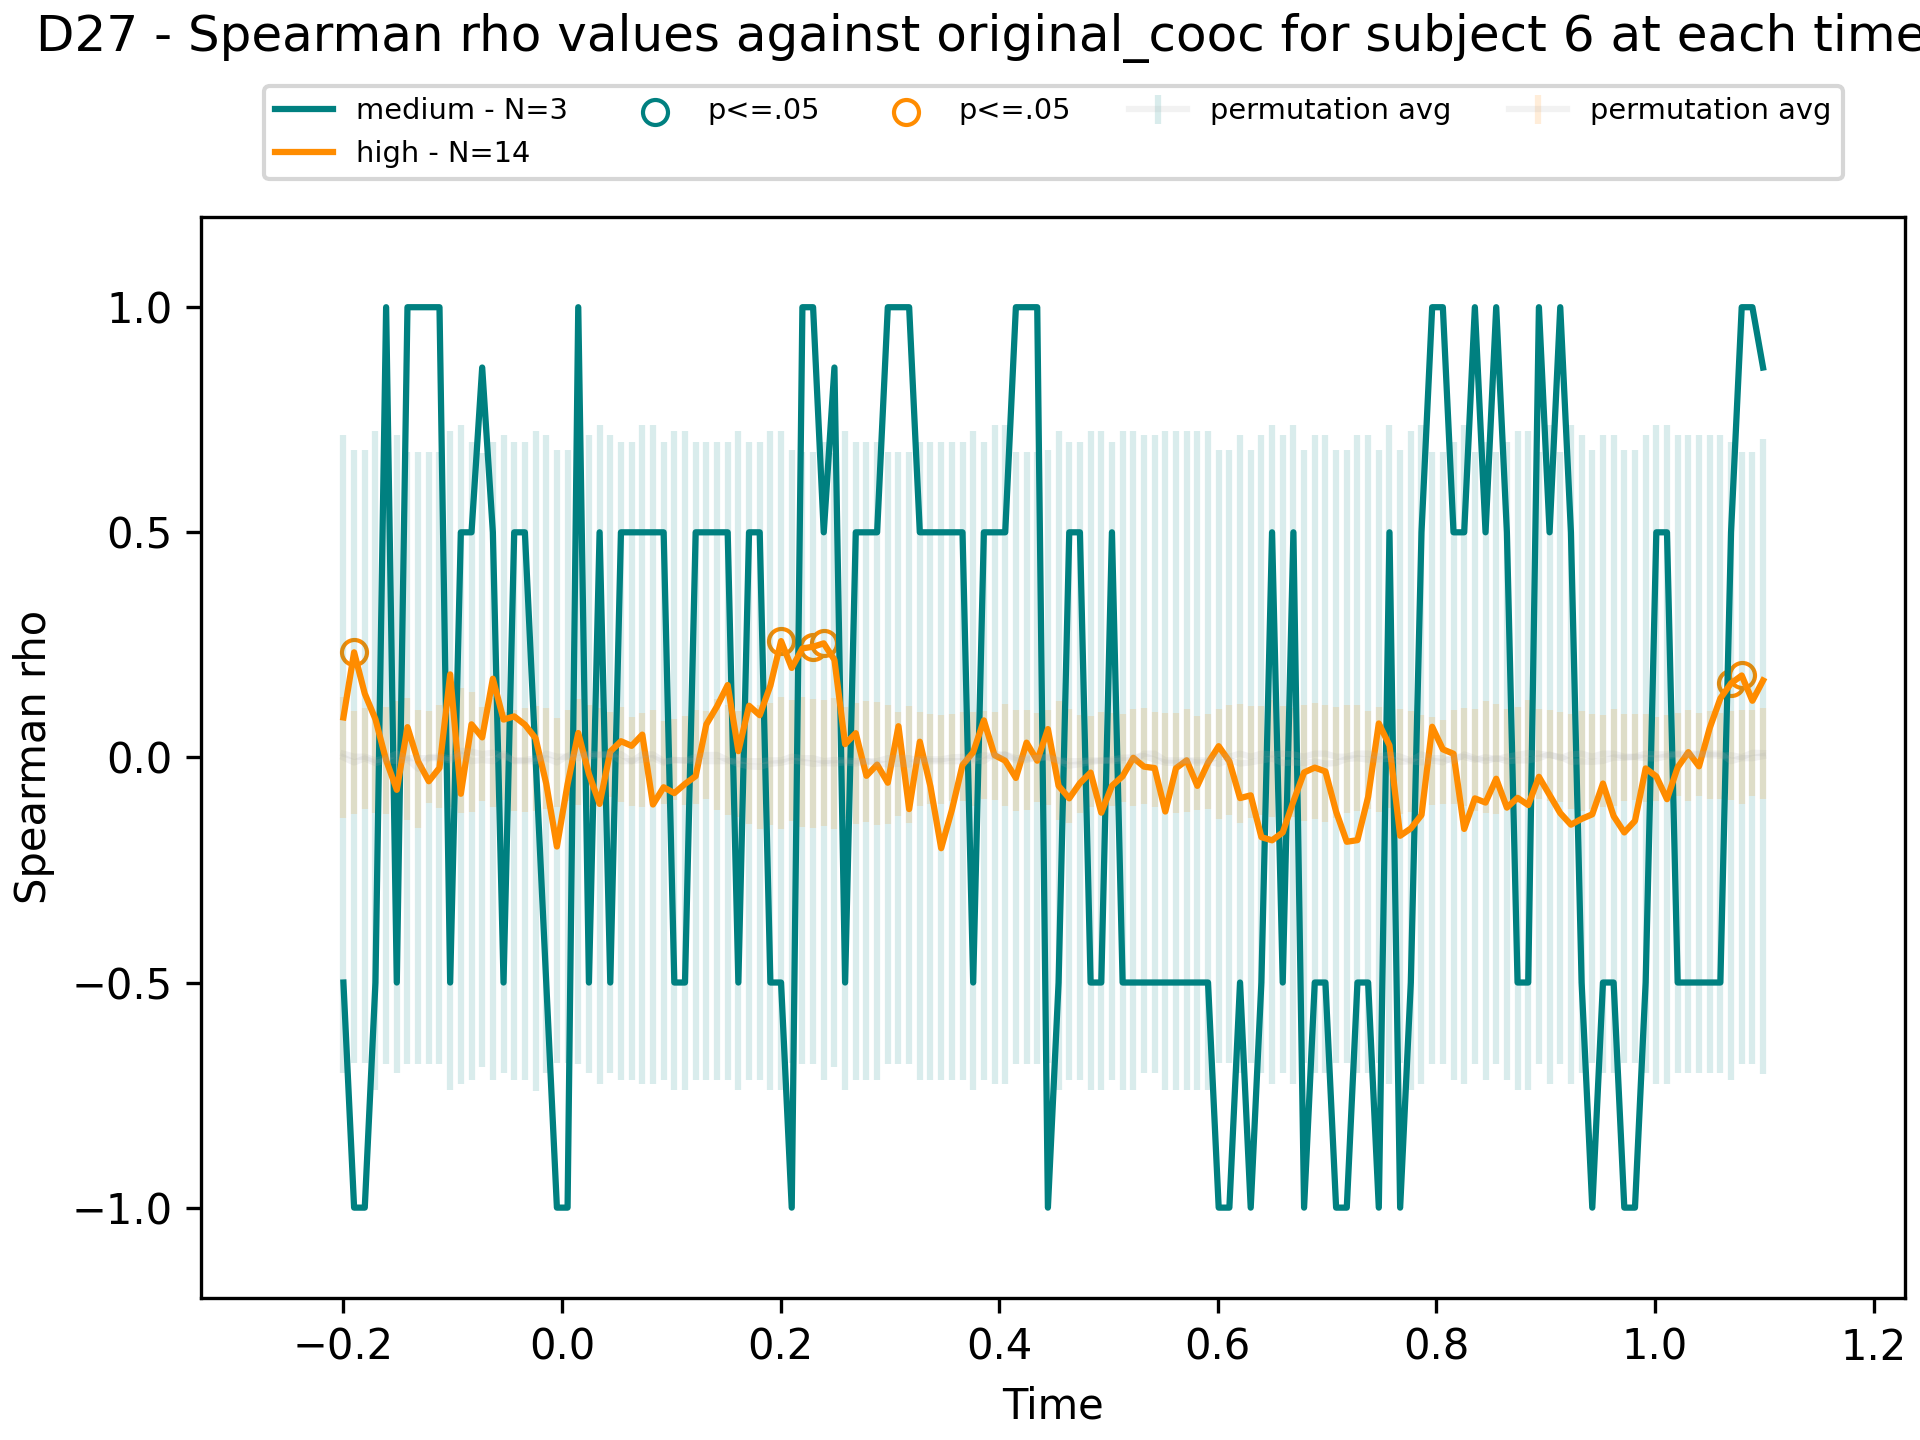 D27 - Spearman rho values against original_cooc for subject 6 at each time
medium - N=3 p<=.05 p<=.05 permutation avg permutation avg
high - N=14
1.0
0.5
0.0
−0.5
−1.0
Spearman rho
−0.2 0.0 0.2 0.4 0.6 0.8 1.0 1.2
Time